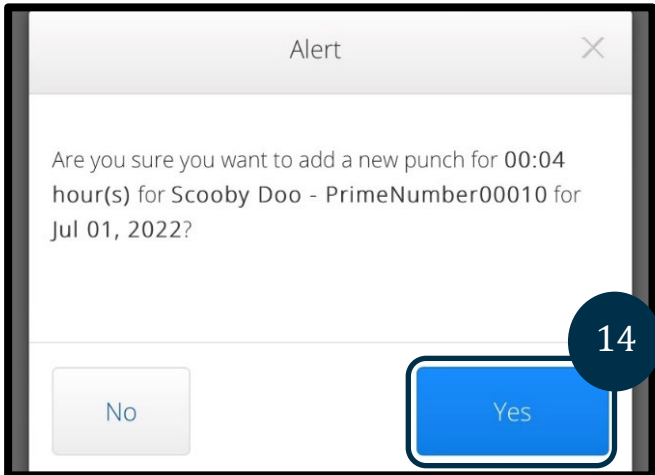 Alert
Are you sure you want to add a new punch for 00:04
hour(s) for Scooby Doo - PrimeNumber00010 for
Jul 01, 2022?
14
No
Yes